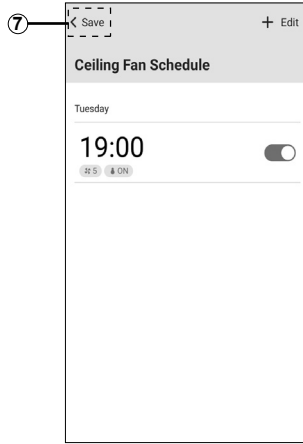 7
Save + Edit
Ceiling Fan Schedule
Tuesday
19:00
5 ON